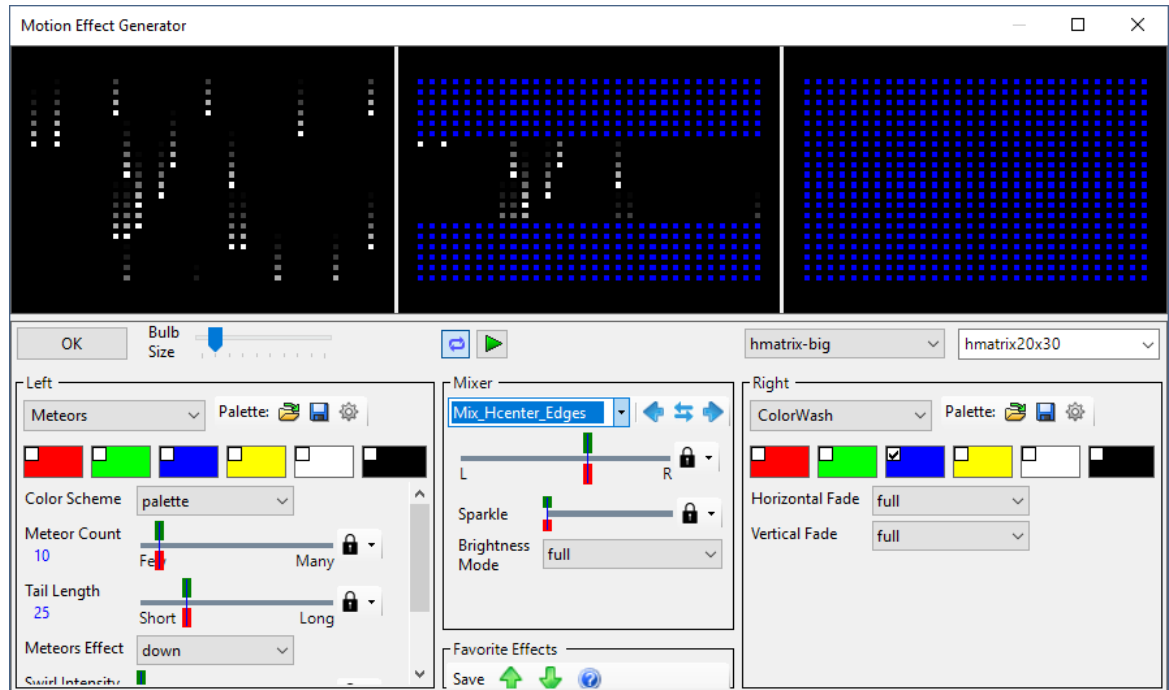 Motion Effect Generator
OK
Bulb
Size
hmatrix-big
hmatrix20x30
Left
Meteors
Palette:
Color Scheme
palette
Meteor Count
10
Few
Many
Tail Length
25
Short
Long
Meteors Effect
down
Swirl Intensity
Mixer
Mix_Hcenter_Edges
L
R
Sparkle
Brightness
Mode
full
Favorite Effects
Save
Right
ColorWash
Palette:
Horizontal Fade
full
Vertical Fade
full